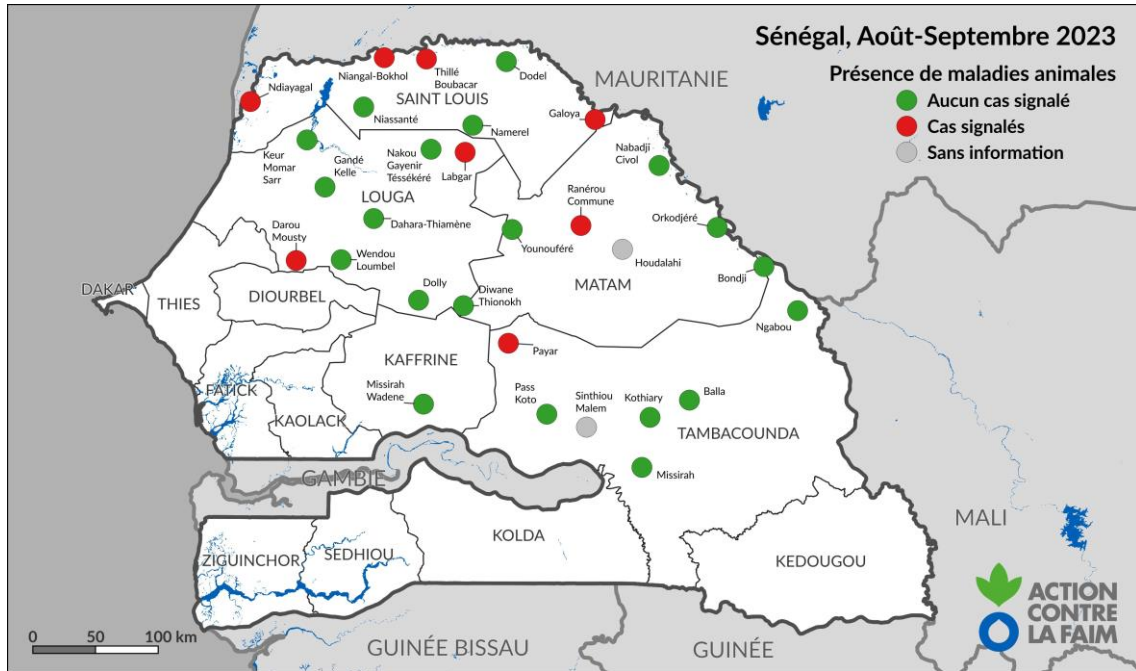 Sénégal, Août-Septembre 2023
Présence de maladies animales
Aucun cas signalé
Cas signalés
Sans information
MAURITANIE
Niangal-Bokhol
Thillé
Boubacar
Dodel
Ndiayagal
SAINT LOUIS
Niassanté
Namerel
Galoya
Keur
Momar
Sarr
Gandé
Kelle
Nakou
Gayenir
Téssékéré
Labgar
Nabadji
Civol
LOUGA
Ranérou
Commune
Dahara-Thiamène
Orkodjéré
Darou
Mousty
Younouféré
Wendou
Loumbel
Houdalahi
Bondji
DAKAR
THIES
DIOURBEL
Dolly
Diwane
Thionokh
MATAM
Ngabou
Payar
KAFFRINE
FATICK
Missirah
Wadene
Pass
Koto
Sinthiou
Malem
Kothiary
Balla
KAOLACK
TAMBACOUNDA
GAMBIE
Missirah
MALI
KOLDA
ZIGUINCHOR
SEDHIOU
KEDOUGOU
0 50 100 km
GUINÉE BISSAU
GUINÉE
ACTION
CONTRE
LA FAIM